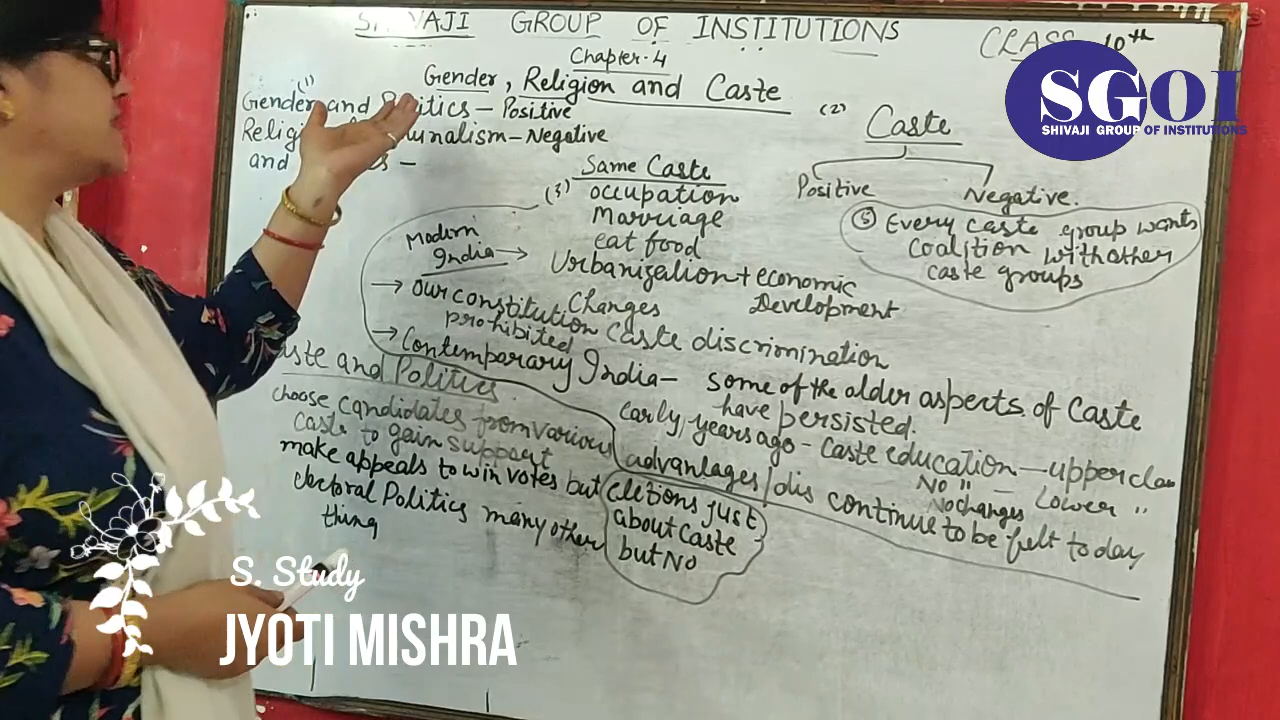 SHIVAJI GROUP OF INSTITUTIONS
CLASS 10th
Chapter-4
Gender, Religion and Caste
(1)
Gender and Politics – Positive
Communalism – Negative
and
SGOI
SHIVAJI GROUP OF INSTITUTIONS
(2) Caste
Positive Negative.
(3) Same Caste
occupation
Marriage
eat food
Modern India → Urbanization + economic
Changes Development
→ Our constitution prohibited caste discrimination
→ Contemporary India – some of the older aspects of Caste
have persisted.
early, years ago – Caste education — upper class
No " — Lower "
No changes
advantages/dis continue to be felt today
(5) Every caste group wants
Coalition with other
caste groups
Caste and Politics
choose candidates from various
caste to gain support
make appeals to win votes but
electoral Politics many other
thing
Elections just
about Caste
but No
S. Study
JYOTI MISHRA